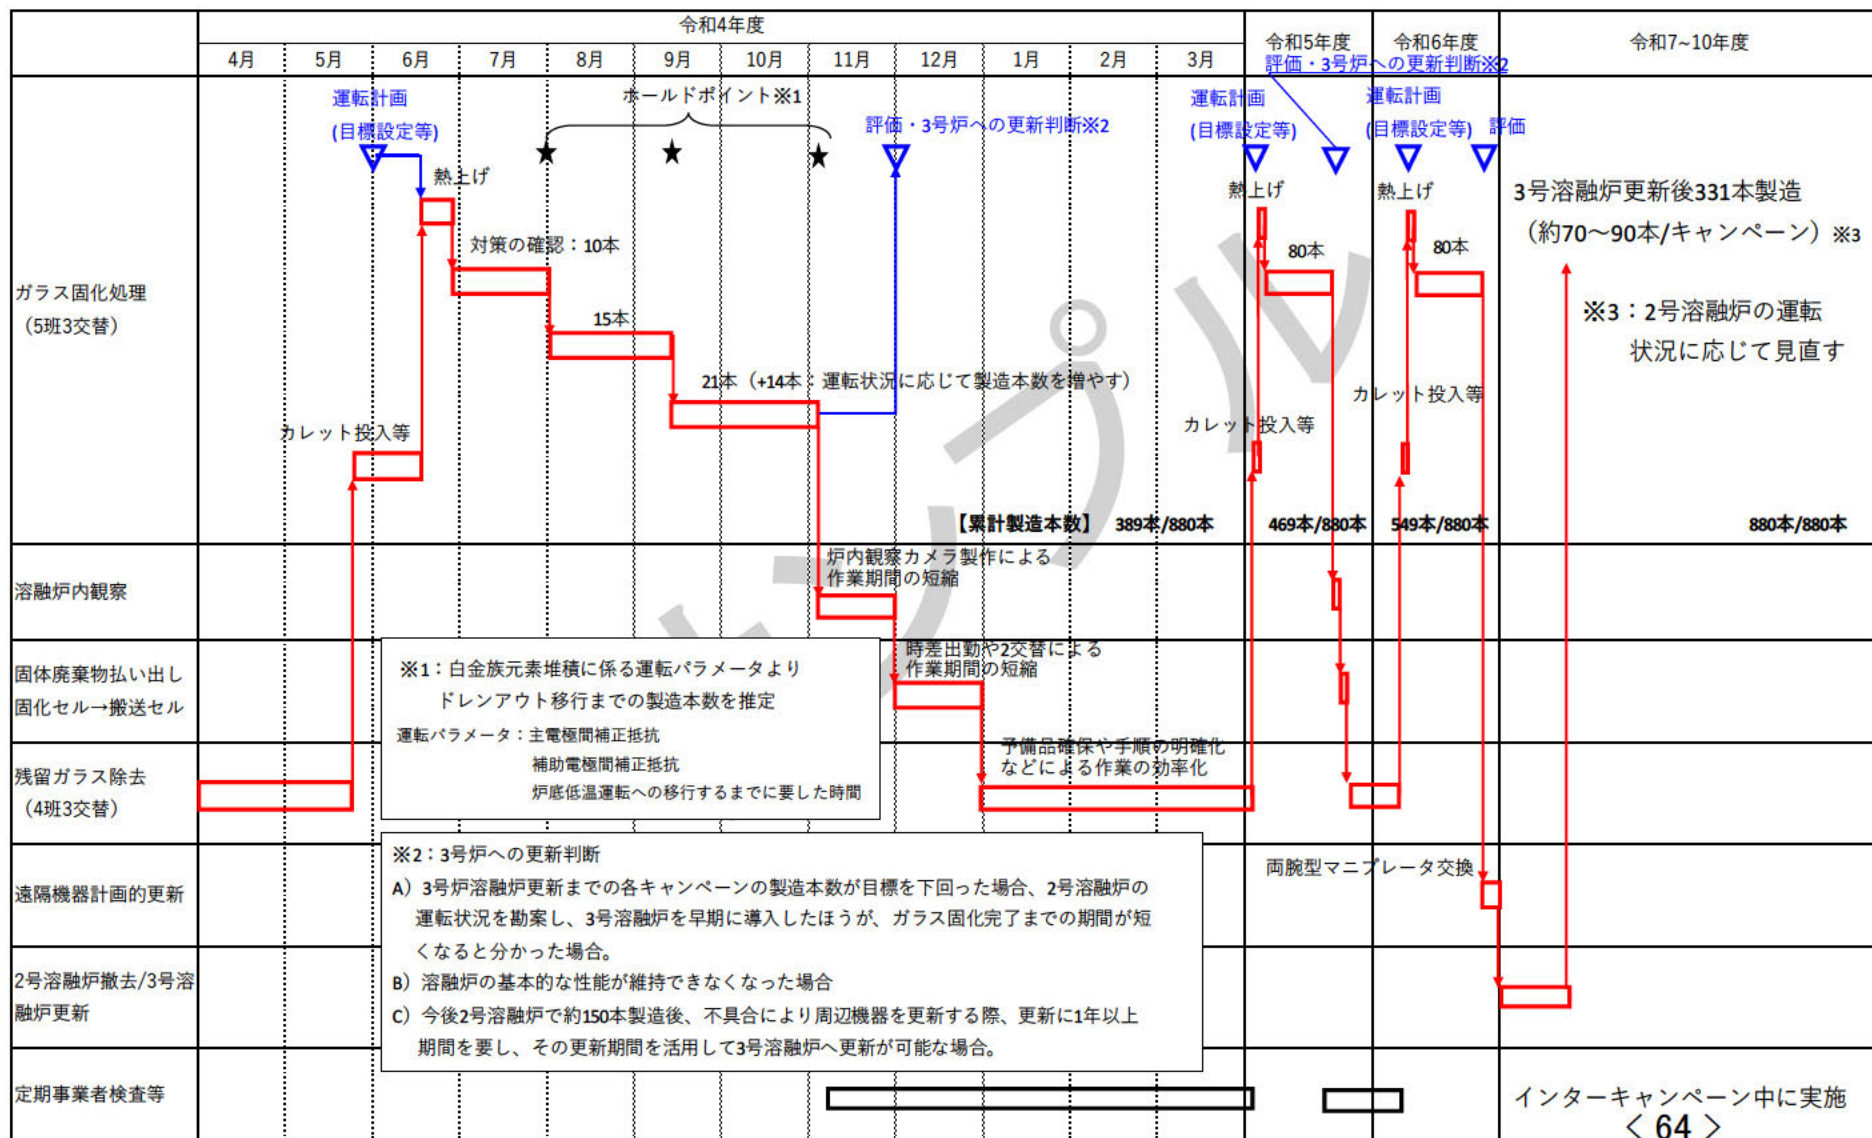 令和4年度
令和5年度
令和6年度
令和7~10年度
4月
5月
6月
7月
8月
9月
10月
11月
12月
1月
2月
3月
評価・3号炉への更新判断※2
運転計画
(目標設定等)
ホールドポイント※1
評価・3号炉への更新判断※2
運転計画
(目標設定等)
運転計画
(目標設定等)
評価
熱上げ
熱上げ
熱上げ
3号溶融炉更新後331本製造
（約70～90本/キャンペーン）※3
対策の確認：10本
80本
80本
ガラス固化処理
（5班3交替）
15本
※3：2号溶融炉の運転
状況に応じて見直す
21本（+14本：運転状況に応じて製造本数を増やす）
カレット投入等
カレット投入等
カレット投入等
【累計製造本数】
389本/880本
469本/880本
549本/880本
880本/880本
サンプル
溶融炉内観察
炉内観察カメラ製作による
作業期間の短縮
固体廃棄物払い出し
固化セル→搬送セル
時差出勤や2交替による
作業期間の短縮
※1：白金族元素堆積に係る運転パラメータより
ドレンアウト移行までの製造本数を推定
運転パラメータ：主電極間補正抵抗
補助電極間補正抵抗
炉底低温運転への移行するまでに要した時間
残留ガラス除去
（4班3交替）
予備品確保や手順の明確化
などによる作業の効率化
※2：3号炉への更新判断
A）3号炉溶融炉更新までの各キャンペーンの製造本数が目標を下回った場合、2号溶融炉の
運転状況を勘案し、3号溶融炉を早期に導入したほうが、ガラス固化完了までの期間が短
くなると分かった場合。
B）溶融炉の基本的な性能が維持できなくなった場合
C）今後2号溶融炉で約150本製造後、不具合により周辺機器を更新する際、更新に1年以上
期間を要し、その更新期間を活用して3号溶融炉へ更新が可能な場合。
遠隔機器計画的更新
両腕型マニプレータ交換
2号溶融炉撤去/3号溶
融炉更新
定期事業者検査等
インターキャンペーン中に実施
＜64＞